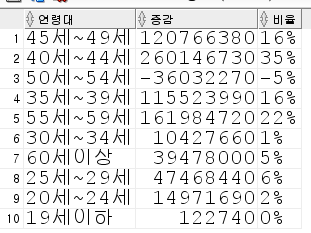 연령대 증감 비율
1 45세~49세 120766380 16%
2 40세~44세 260146730 35%
3 50세~54세 -36032270 -5%
4 35세~39세 115523990 16%
5 55세~59세 161984720 22%
6 30세~34세 10427660 1%
7 60세이상 39478000 5%
8 25세~29세 47468440 6%
9 20세~24세 14971690 2%
10 19세이하 122740 0%